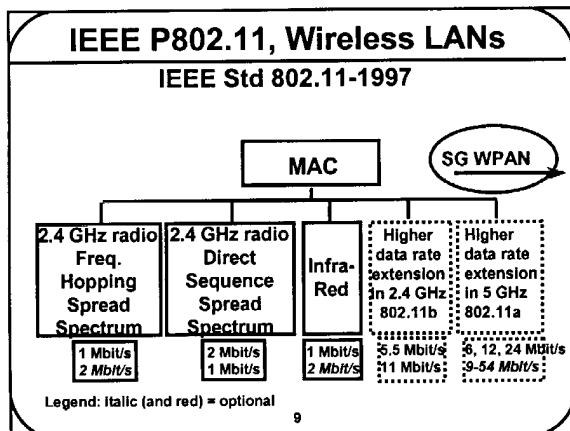 IEEE P802.11, Wireless LANs
IEEE Std 802.11-1997
MAC
SG WPAN
2.4 GHz radio
Freq.
Hopping
Spread
Spectrum
1 Mbit/s
2 Mbit/s
2.4 GHz radio
Direct
Sequence
Spread
Spectrum
2 Mbit/s
1 Mbit/s
Infra-
Red
1 Mbit/s
2 Mbit/s
Higher
data rate
extension
in 2.4 GHz
802.11b
5.5 Mbit/s
11 Mbit/s
Higher
data rate
extension
in 5 GHz
802.11a
6, 12, 24 Mbit/s
9-54 Mbit/s
Legend: italic (and red) = optional
9